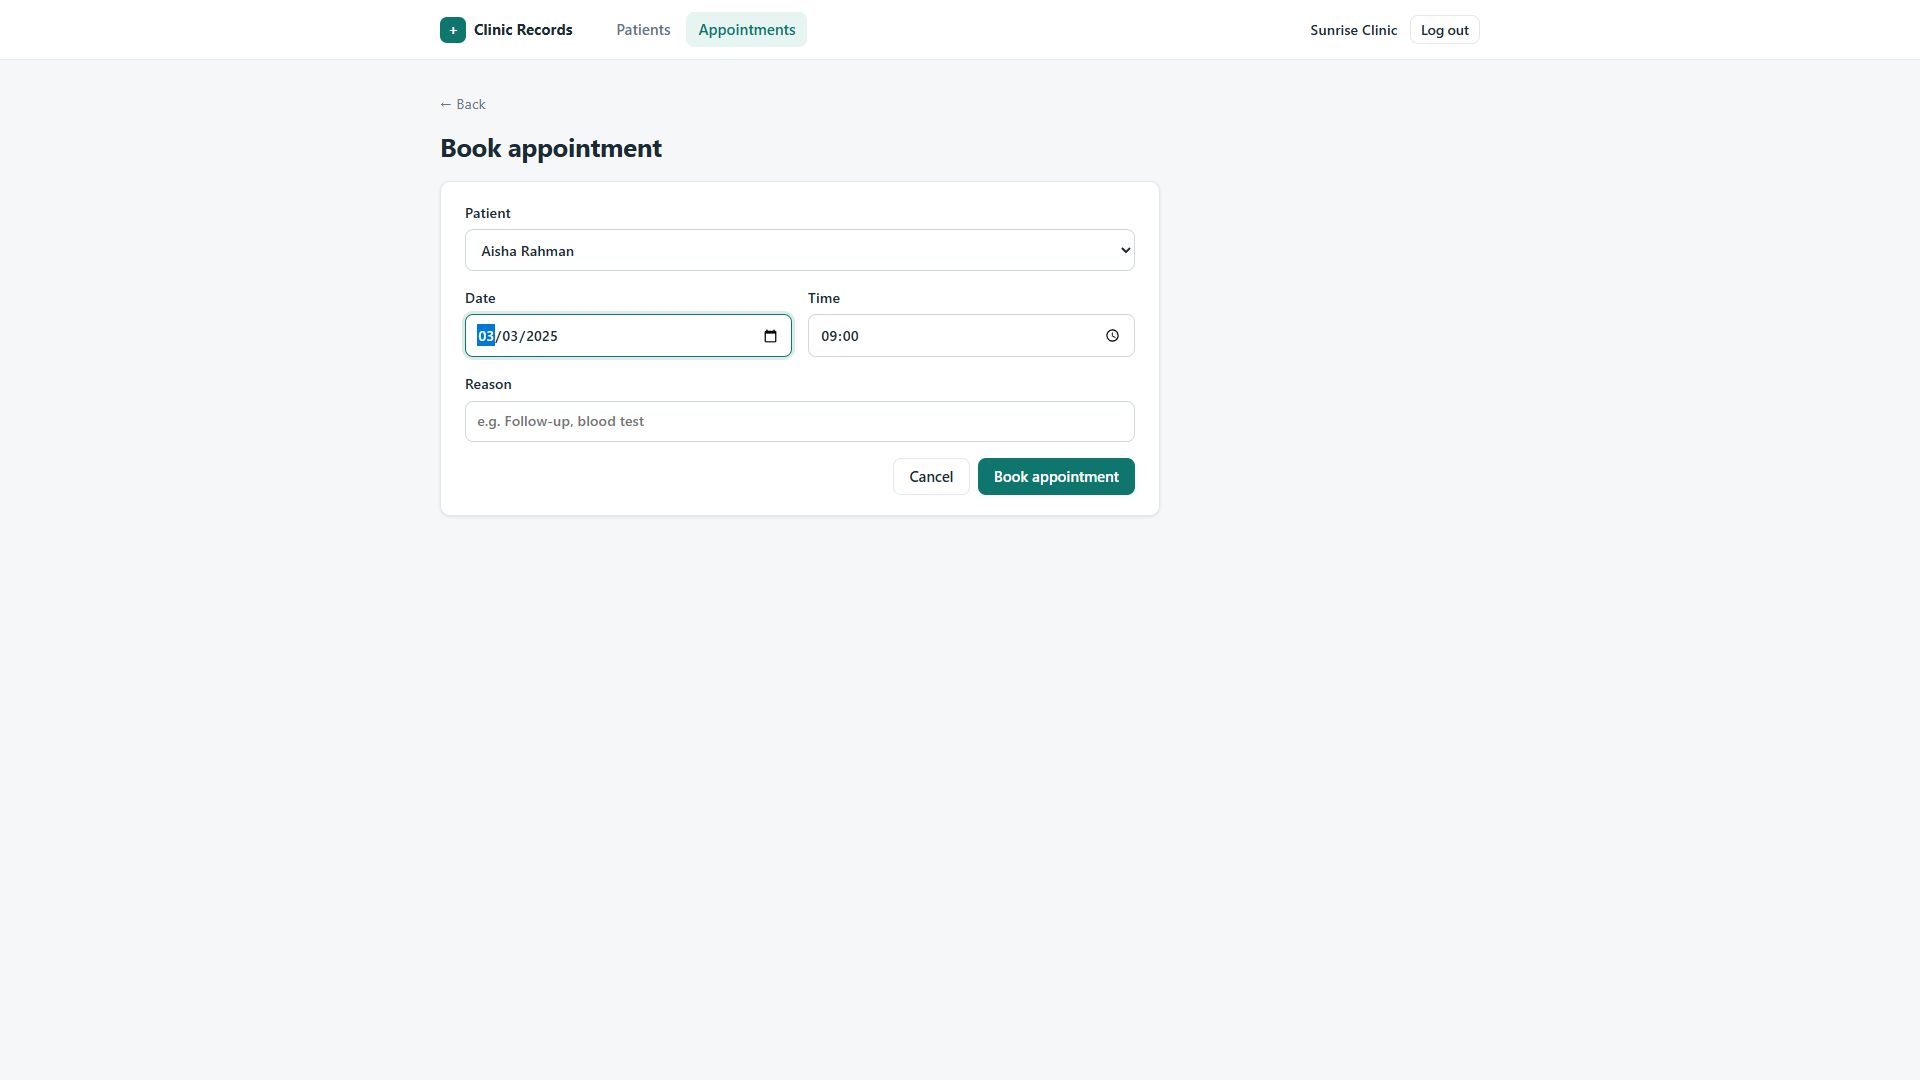 + Clinic Records Patients Appointments Sunrise Clinic Log out
← Back
Book appointment
Patient
Aisha Rahman
Date Time
03/03/2025 09:00
Reason
e.g. Follow-up, blood test
Cancel Book appointment